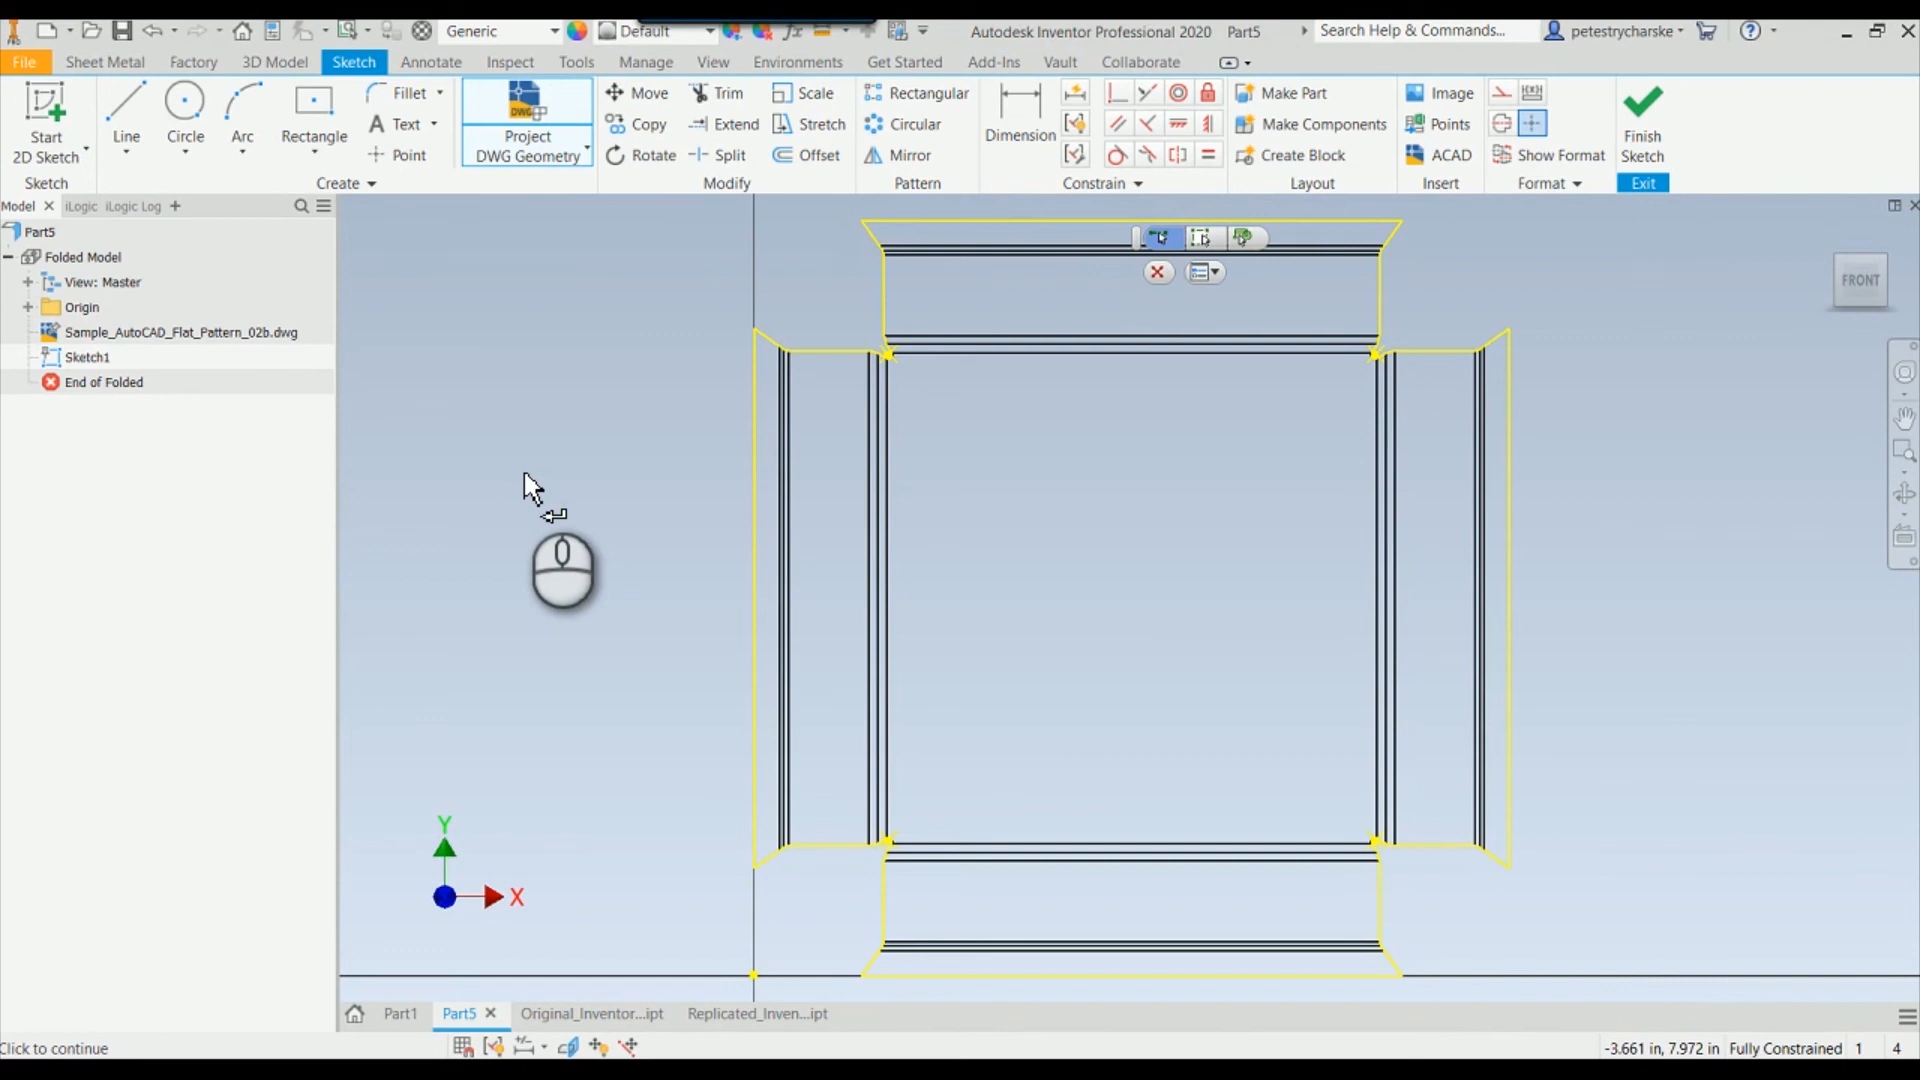 PRO Generic Default fx Autodesk Inventor Professional 2020 Part5 Search Help & Commands... petestrycharske
File Sheet Metal Factory 3D Model Sketch Annotate Inspect Tools Manage View Environments Get Started Add-Ins Vault Collaborate
Start
2D Sketch
Line
Circle
Arc
Rectangle
Fillet
Text
Point
DWG
Project
DWG Geometry
Move Trim Scale
Copy Extend Stretch
Rotate Split Offset
Rectangular
Circular
Mirror
Dimension
Make Part
Make Components
Create Block
Image
Points
ACAD
Show Format
Finish
Sketch
Sketch Create Modify Pattern Constrain Layout Insert Format Exit
Model iLogic iLogic Log
Part5
Folded Model
View: Master
Origin
Sample_AutoCAD_Flat_Pattern_02b.dwg
Sketch1
End of Folded
FRONT
Y
X
Part1 Part5 Original_Inventor...ipt Replicated_Inven...ipt
Click to continue
-3.661 in, 7.972 in Fully Constrained 1 4